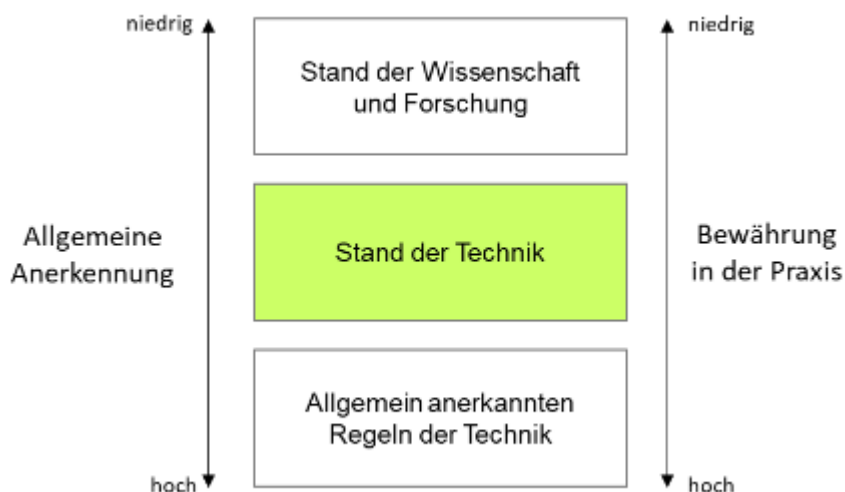 niedrig
niedrig
Stand der Wissenschaft
und Forschung
Allgemeine
Anerkennung
Stand der Technik
Bewährung
in der Praxis
Allgemein anerkannten
Regeln der Technik
hoch
hoch